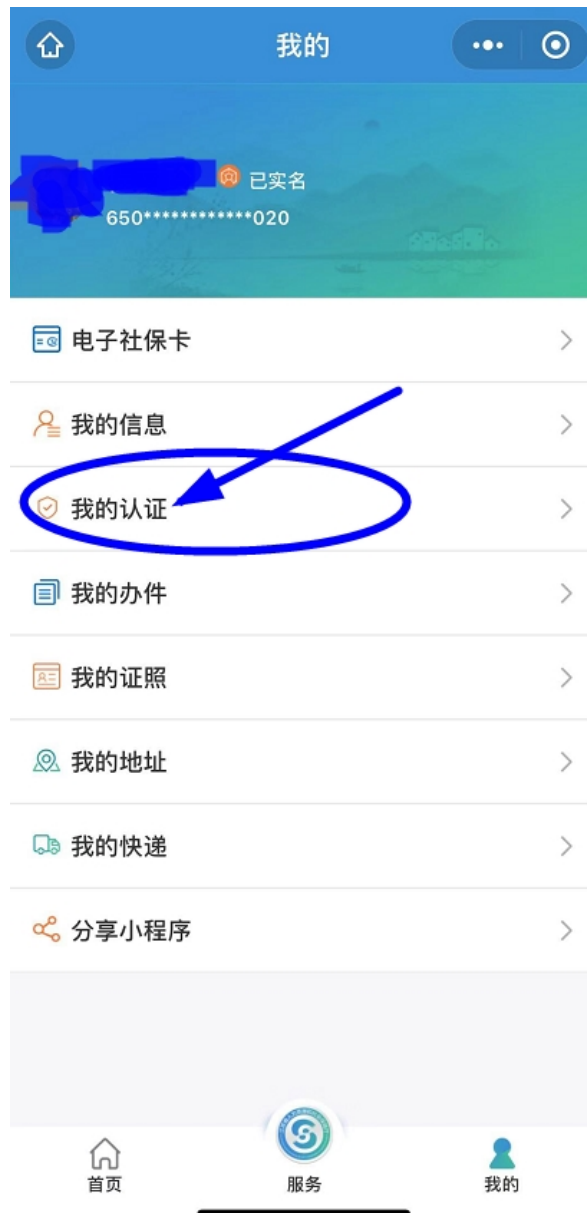 我的
已实名
650************020
电子社保卡
我的信息
我的认证
我的办件
我的证照
我的地址
我的快递
分享小程序
首页
服务
我的